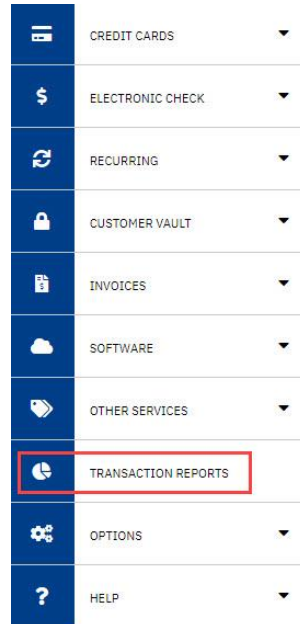 CREDIT CARDS
$ ELECTRONIC CHECK
RECURRING
CUSTOMER VAULT
$ INVOICES
SOFTWARE
OTHER SERVICES
TRANSACTION REPORTS
OPTIONS
? HELP